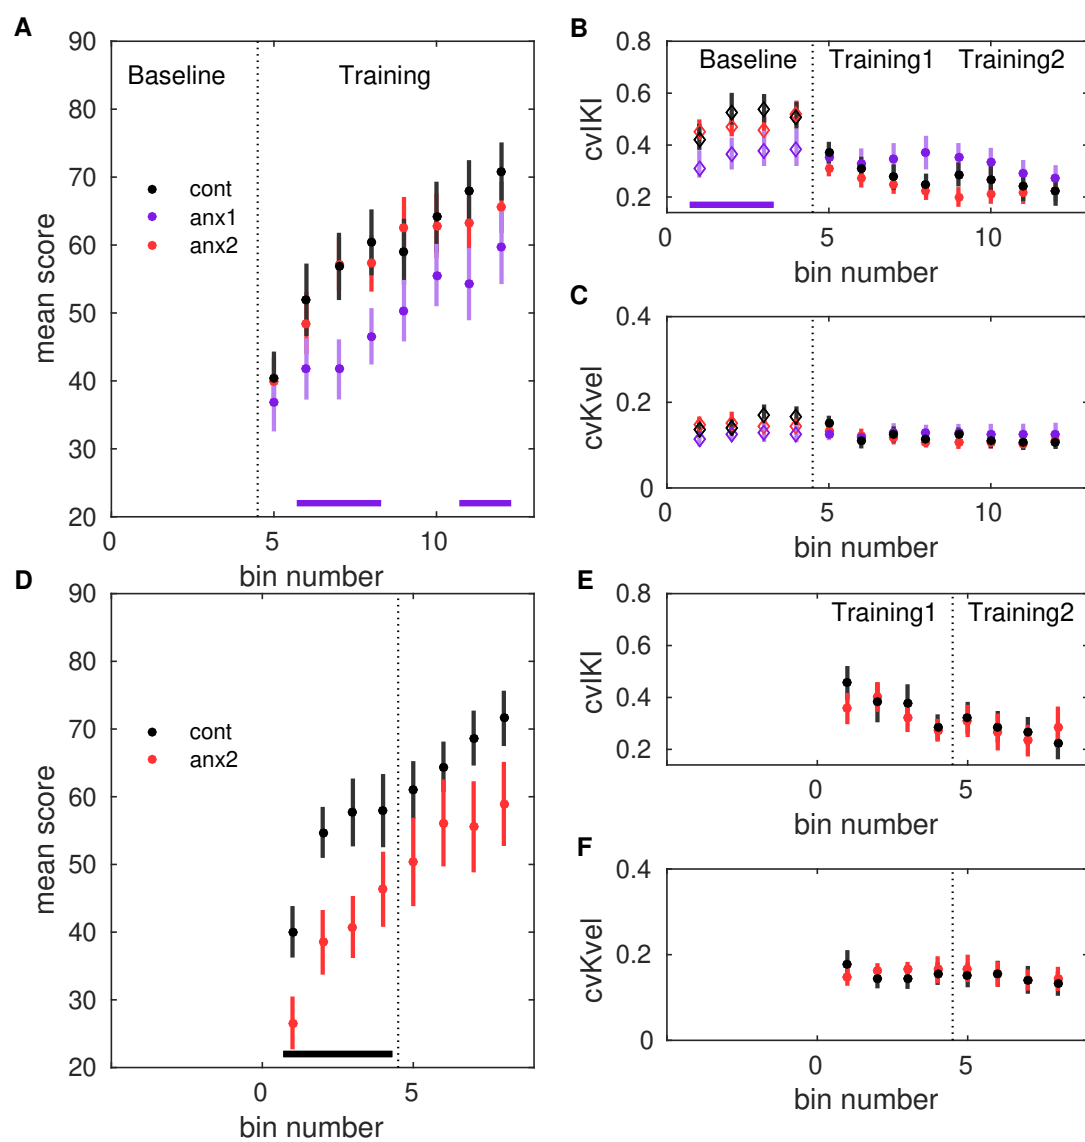 A
90
80
70
60
50
40
30
20
mean score
Baseline
Training
cont
anx1
anx2
0
5
10
bin number
B
0.8
0.6
0.4
0.2
cvIKI
Baseline
Training1
Training2
0
5
10
bin number
C
0.4
0.2
0
cvKvel
0
5
10
bin number
D
90
80
70
60
50
40
30
20
mean score
cont
anx2
0
5
bin number
E
0.8
0.6
0.4
0.2
cvIKI
Training1
Training2
0
5
bin number
F
0.4
0.2
0
cvKvel
0
5
bin number